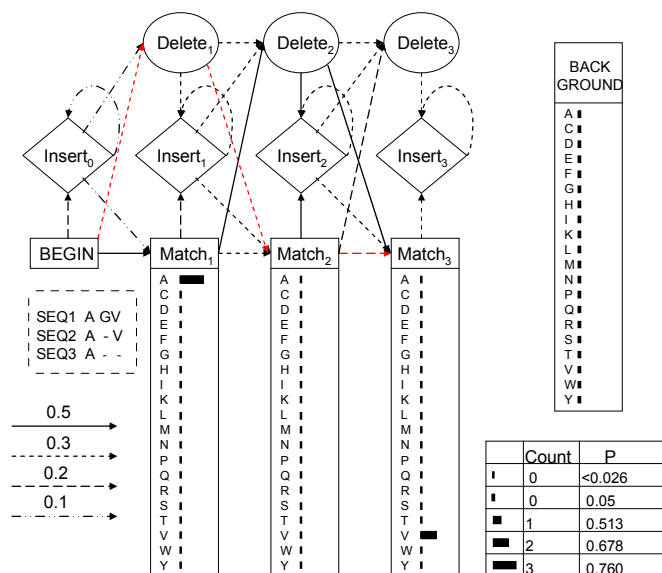 Delete1
Delete2
Delete3
BACK
GROUND
Insert0
Insert1
Insert2
Insert3
BEGIN
Match1
Match2
Match3
A
C
D
E
F
G
H
I
K
L
M
N
P
Q
R
S
T
V
W
Y
A
C
D
E
F
G
H
I
K
L
M
N
P
Q
R
S
T
V
W
Y
A
C
D
E
F
G
H
I
K
L
M
N
P
Q
R
S
T
V
W
Y
A
C
D
E
F
G
H
I
K
L
M
N
P
Q
R
S
T
V
W
Y
SEQ1 A GV
SEQ2 A - V
SEQ3 A - -
0.5
0.3
0.2
0.1
Count P
0 <0.026
0 0.05
1 0.513
2 0.678
3 0.760